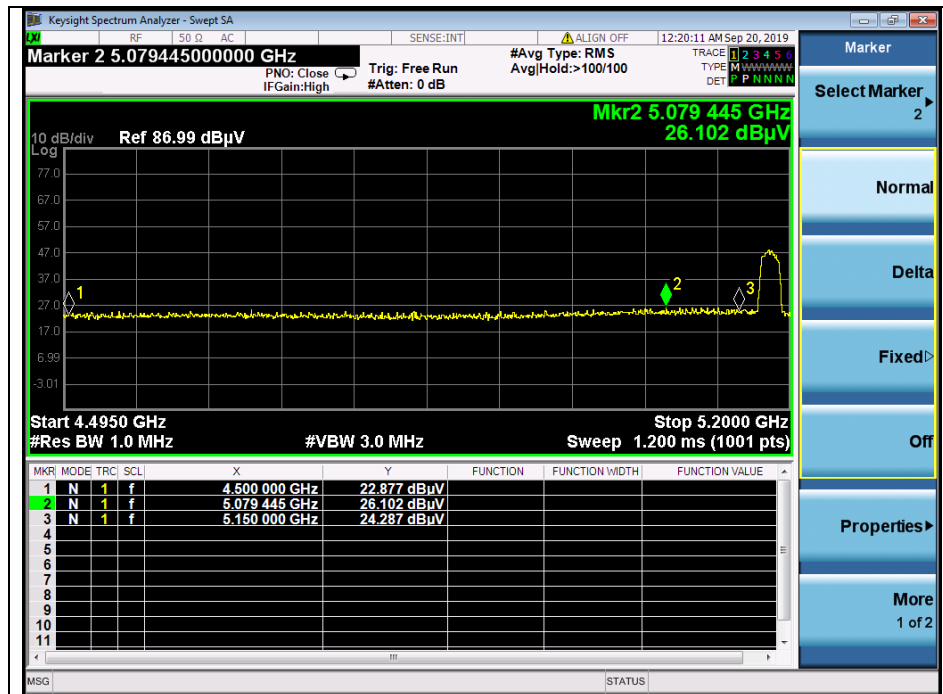 Keysight Spectrum Analyzer - Swept SA
LXI RF 50 Ω AC SENSE:INT ALIGN OFF 12:20:11 AM Sep 20, 2019
Marker 2 5.079445000000 GHz
PNO: Close
IFGain:High
Trig: Free Run
#Atten: 0 dB
#Avg Type: RMS
Avg|Hold:>100/100
TRACE 1 2 3 4 5 6
TYPE M WWWWW
DET P P N N N N
Mkr2 5.079 445 GHz
26.102 dBµV
10 dB/div Ref 86.99 dBµV
Log
77.0
67.0
57.0
47.0
37.0
27.0
17.0
6.99
-3.01
1
2
3
Start 4.4950 GHz Stop 5.2000 GHz
#Res BW 1.0 MHz #VBW 3.0 MHz Sweep 1.200 ms (1001 pts)
MKR MODE TRC SCL X Y FUNCTION FUNCTION WIDTH FUNCTION VALUE
1 N 1 f 4.500 000 GHz 22.877 dBµV
2 N 1 f 5.079 445 GHz 26.102 dBµV
3 N 1 f 5.150 000 GHz 24.287 dBµV
4
5
6
7
8
9
10
11
MSG STATUS
Marker
Select Marker
2
Normal
Delta
Fixed
Off
Properties
More
1 of 2